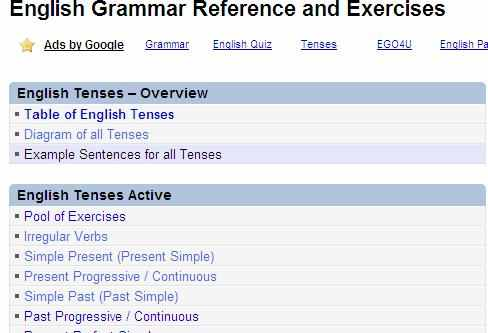 English Grammar Reference and Exercises
Ads by Google Grammar English Quiz Tenses EGO4U English Pa
English Tenses – Overview
Table of English Tenses
Diagram of all Tenses
Example Sentences for all Tenses
English Tenses Active
Pool of Exercises
Irregular Verbs
Simple Present (Present Simple)
Present Progressive / Continuous
Simple Past (Past Simple)
Past Progressive / Continuous